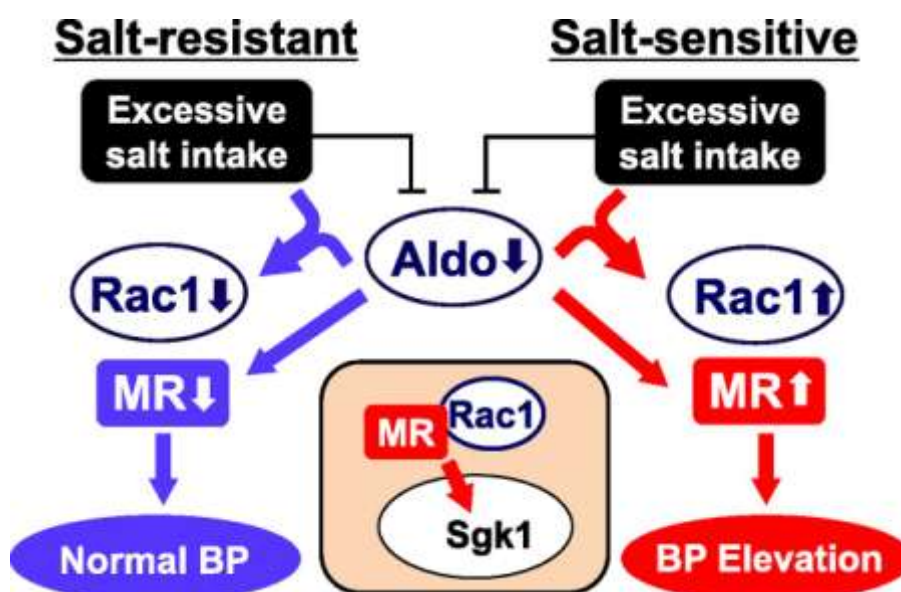 Salt-resistant
Salt-sensitive
Excessive
salt intake
Excessive
salt intake
Aldo⬇
Rac1⬇
Rac1⬆
MR⬇
MR⬆
Rac1
MR
Sgk1
Normal BP
BP Elevation